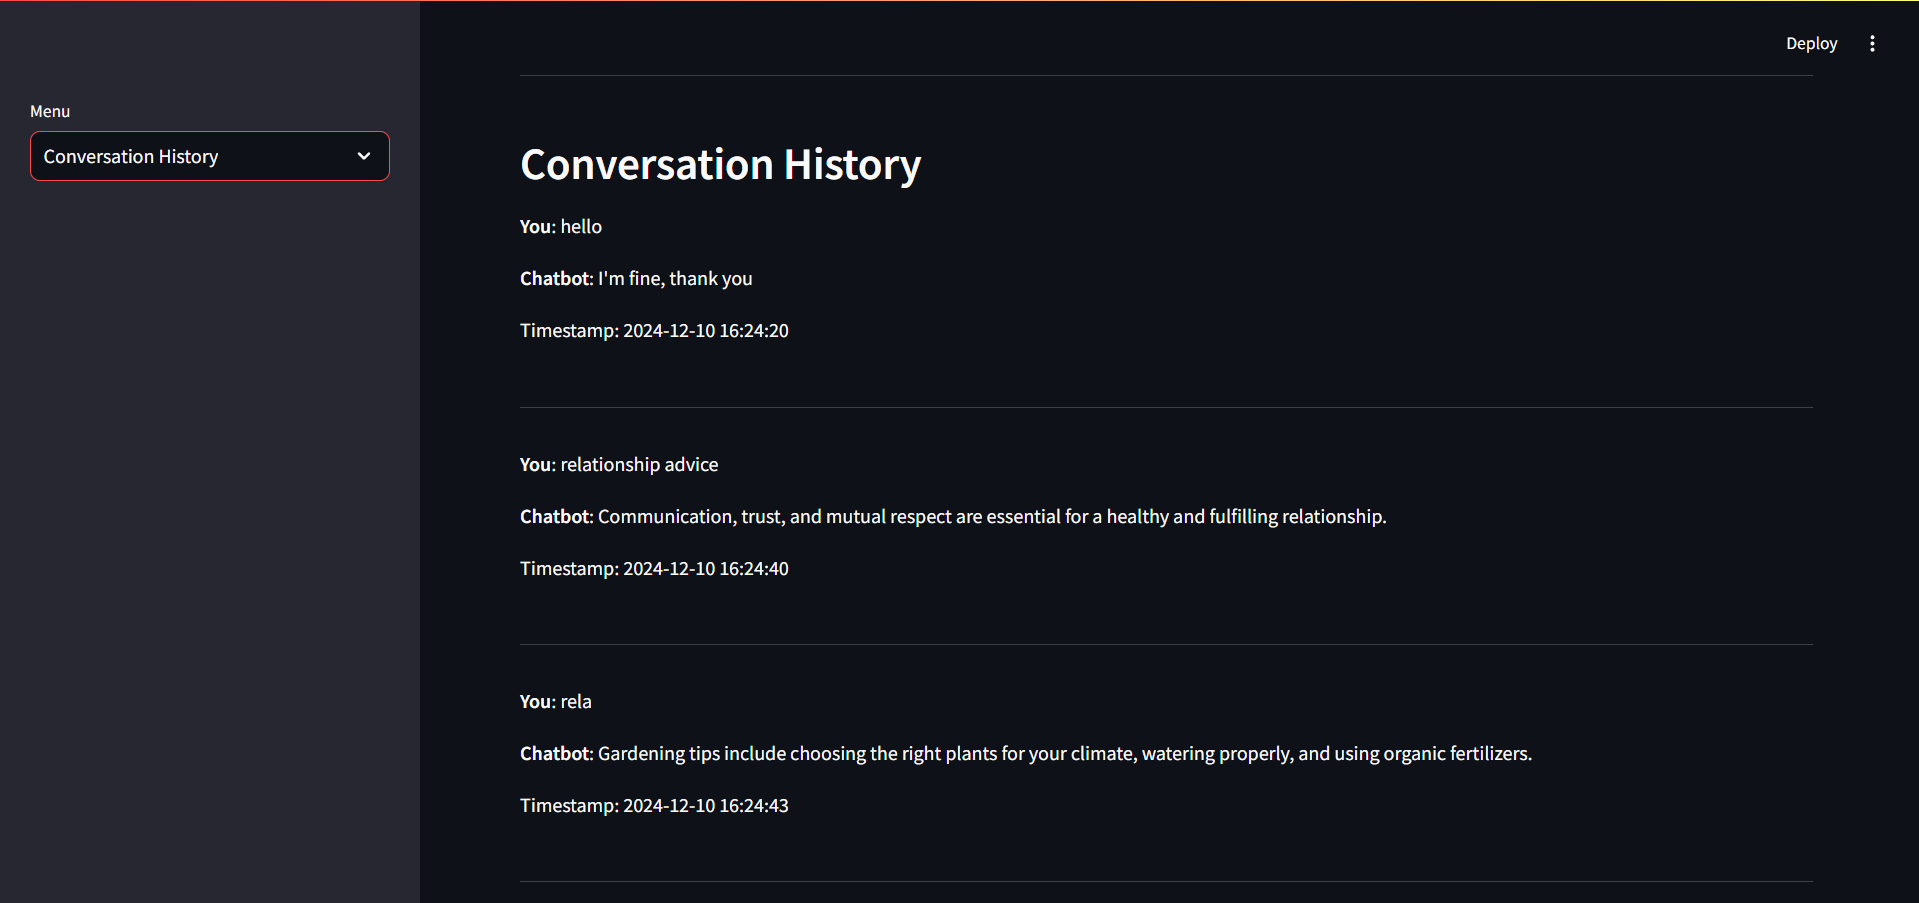 Deploy
Menu
Conversation History
Conversation History
You: hello
Chatbot: I'm fine, thank you
Timestamp: 2024-12-10 16:24:20
You: relationship advice
Chatbot: Communication, trust, and mutual respect are essential for a healthy and fulfilling relationship.
Timestamp: 2024-12-10 16:24:40
You: rela
Chatbot: Gardening tips include choosing the right plants for your climate, watering properly, and using organic fertilizers.
Timestamp: 2024-12-10 16:24:43